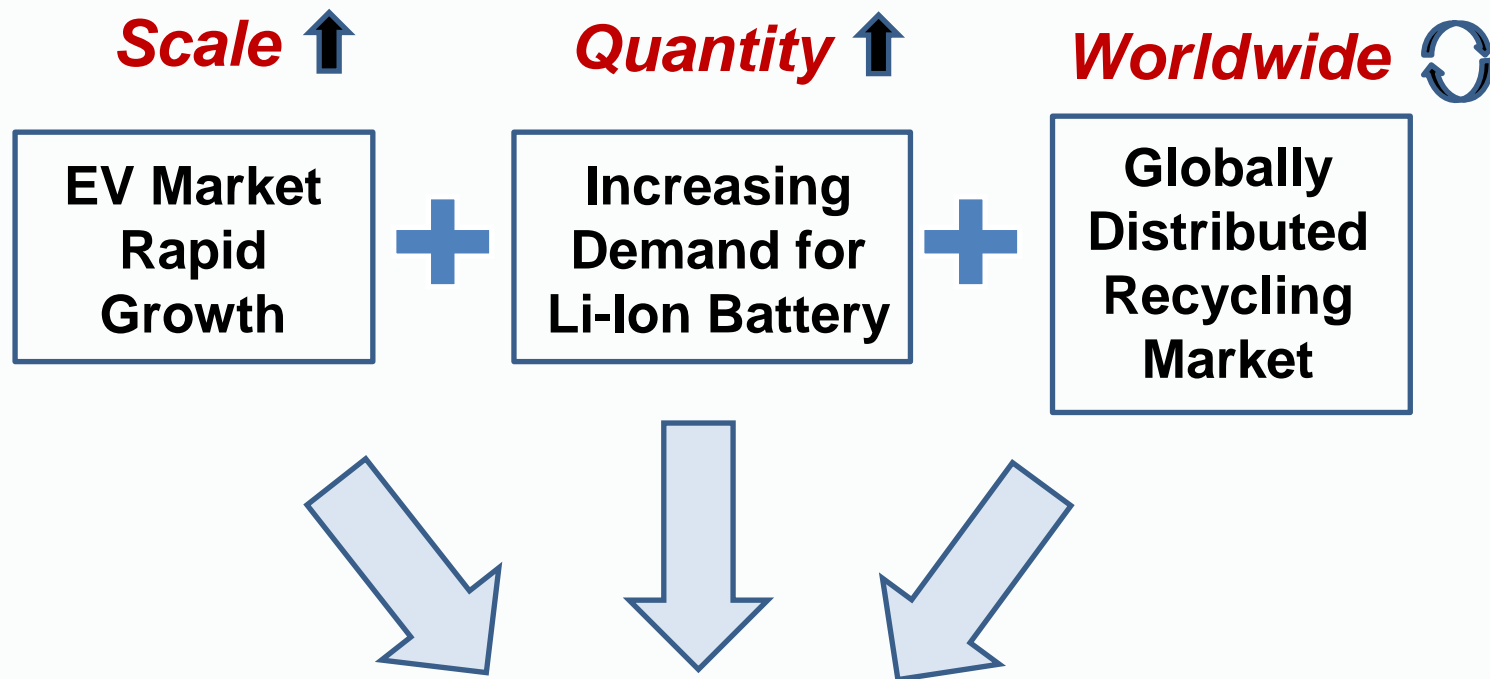 Scale
Quantity
Worldwide
EV Market
Rapid
Growth
Increasing
Demand for
Li-Ion Battery
Globally
Distributed
Recycling
Market